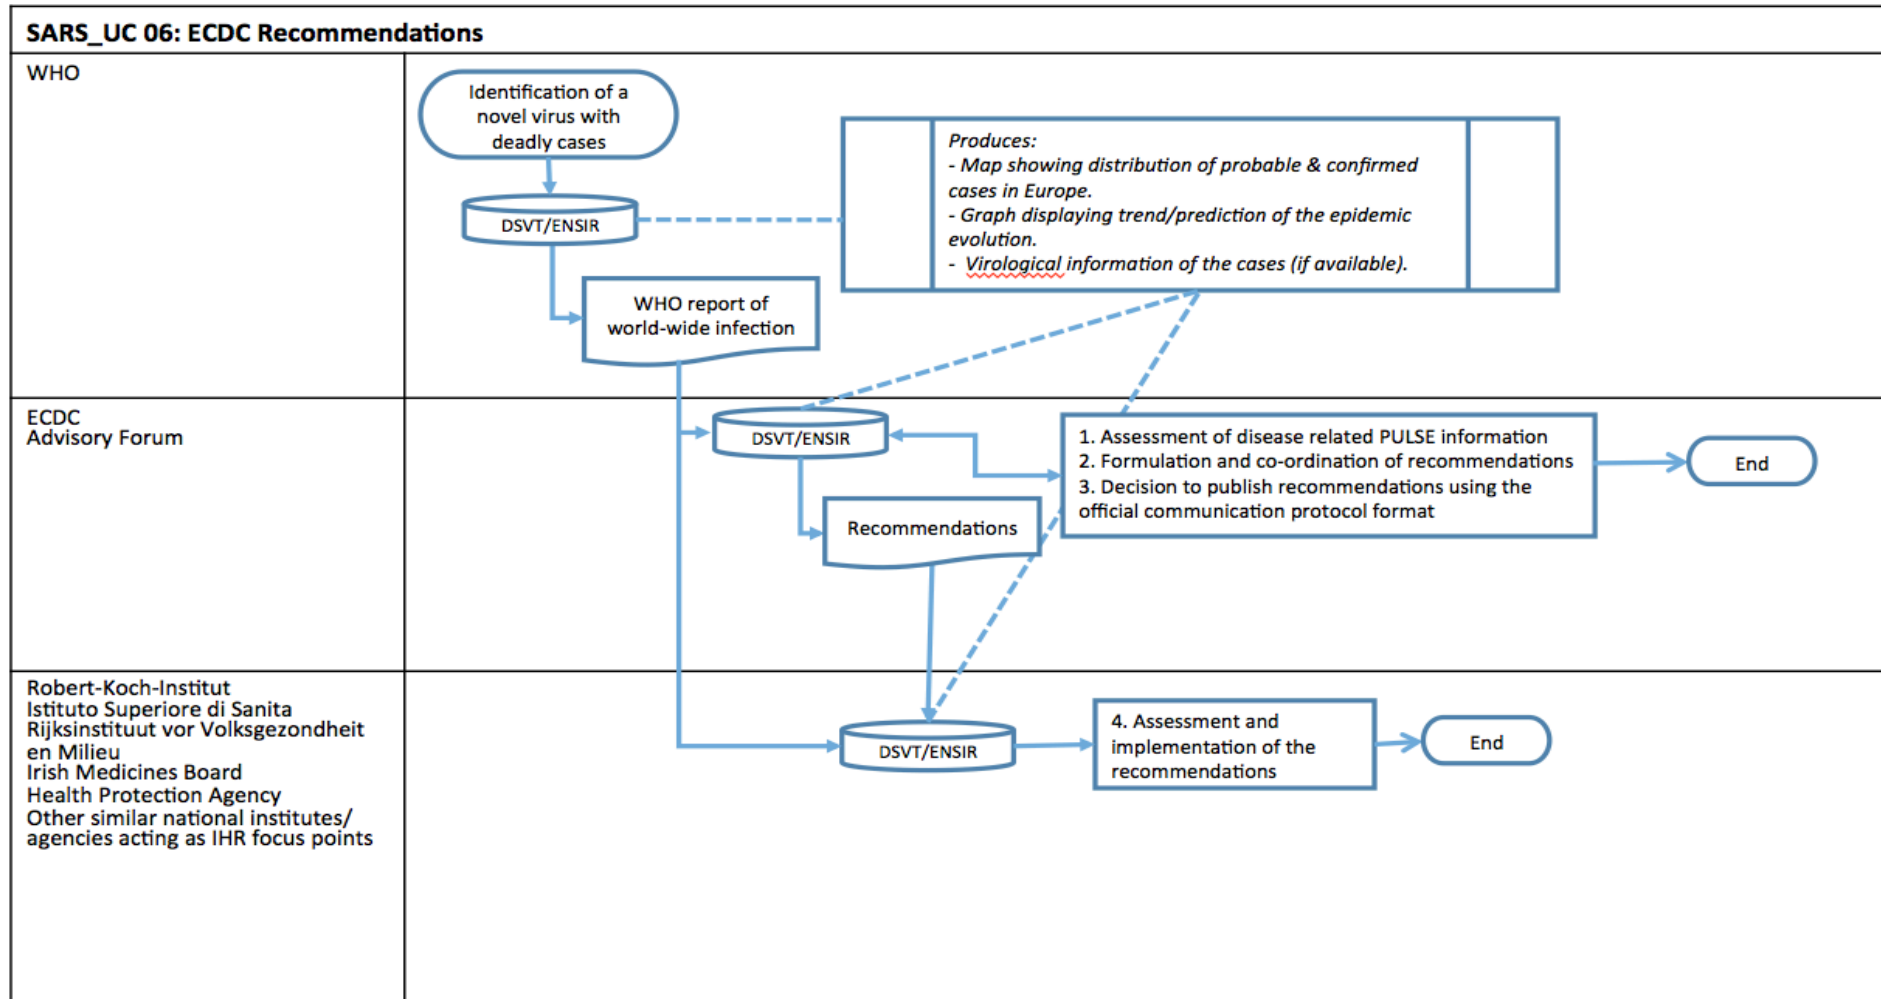 SARS_UC 06: ECDC Recommendations
WHO
Identification of a
novel virus with
deadly cases
DSVT/ENSIR
Produces:
- Map showing distribution of probable & confirmed
cases in Europe.
- Graph displaying trend/prediction of the epidemic
evolution.
- Virological information of the cases (if available).
WHO report of
world-wide infection
ECDC
Advisory Forum
DSVT/ENSIR
1. Assessment of disease related PULSE information
2. Formulation and co-ordination of recommendations
3. Decision to publish recommendations using the
official communication protocol format
End
Recommendations
Robert-Koch-Institut
Istituto Superiore di Sanita
Rijksinstituut vor Volksgezondheit
en Milieu
Irish Medicines Board
Health Protection Agency
Other similar national institutes/
agencies acting as IHR focus points
DSVT/ENSIR
4. Assessment and
implementation of the
recommendations
End